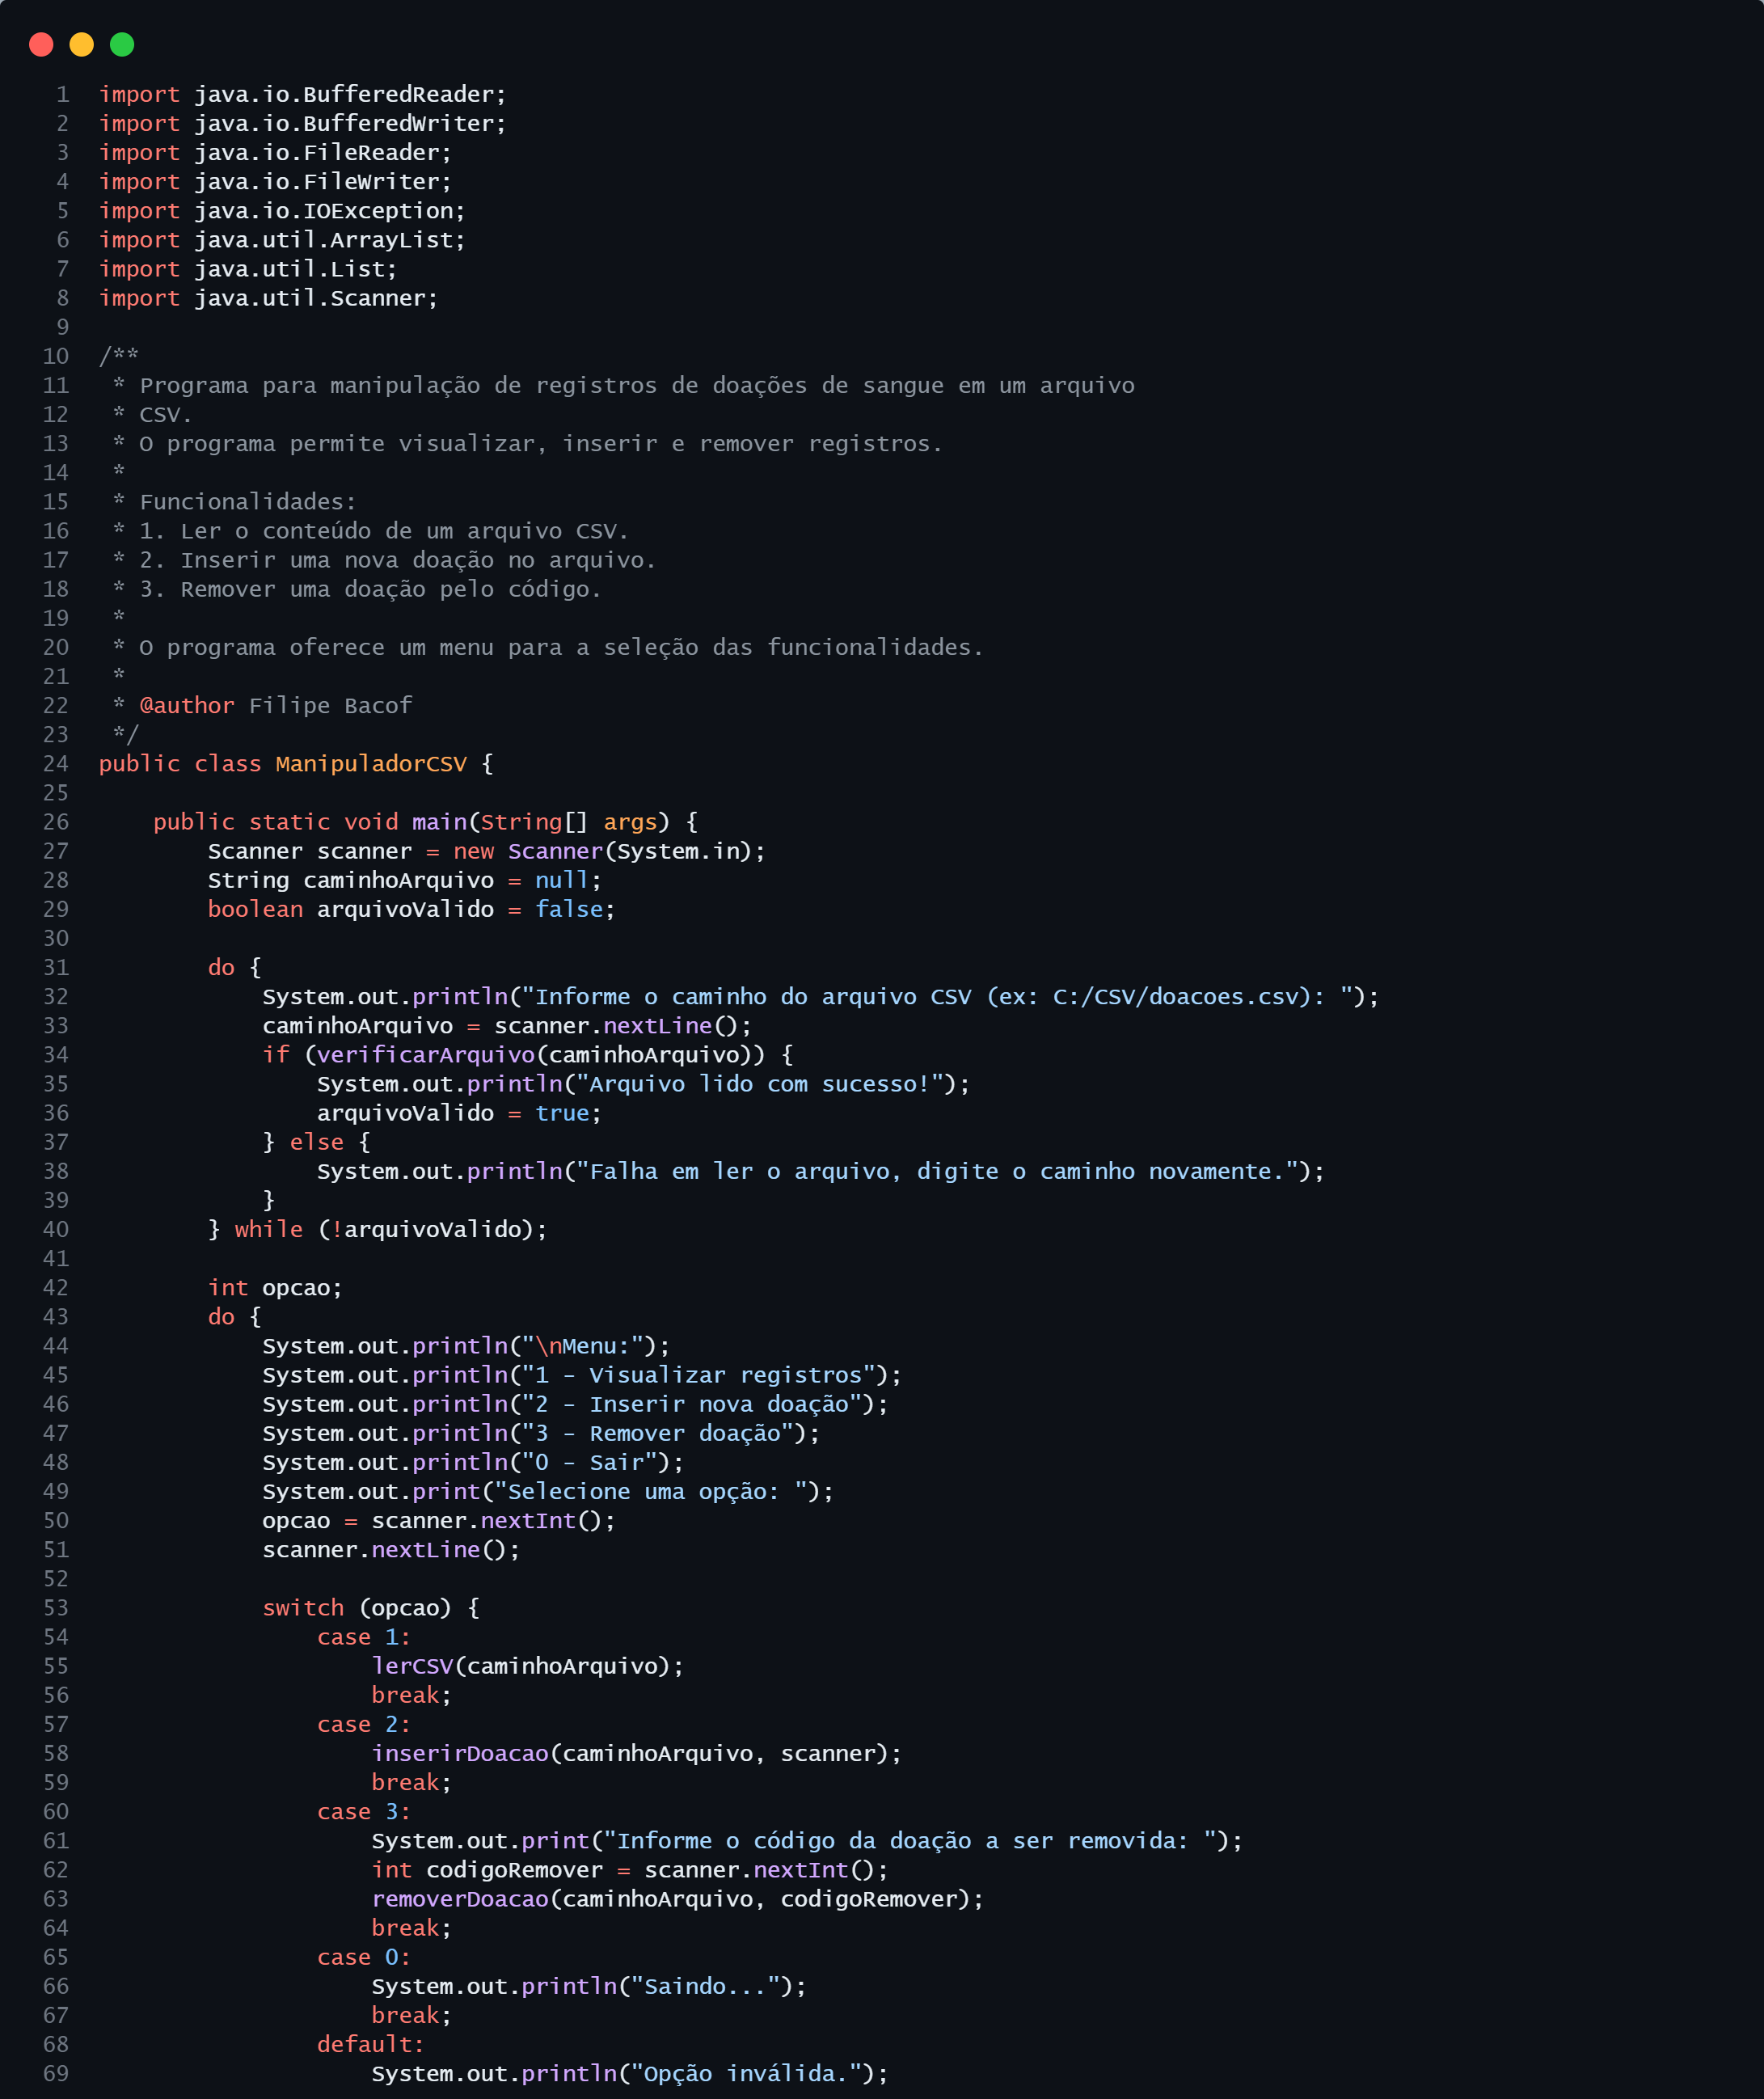 1 import java.io.BufferedReader;
2 import java.io.BufferedWriter;
3 import java.io.FileReader;
4 import java.io.FileWriter;
5 import java.io.IOException;
6 import java.util.ArrayList;
7 import java.util.List;
8 import java.util.Scanner;
9
10 /**
11  * Programa para manipulação de registros de doações de sangue em um arquivo
12  * CSV.
13  * O programa permite visualizar, inserir e remover registros.
14  *
15  * Funcionalidades:
16  * 1. Ler o conteúdo de um arquivo CSV.
17  * 2. Inserir uma nova doação no arquivo.
18  * 3. Remover uma doação pelo código.
19  *
20  * O programa oferece um menu para a seleção das funcionalidades.
21  *
22  * @author Filipe Bacof
23  */
24 public class ManipuladorCSV {
25
26     public static void main(String[] args) {
27         Scanner scanner = new Scanner(System.in);
28         String caminhoArquivo = null;
29         boolean arquivoValido = false;
30
31         do {
32             System.out.println("Informe o caminho do arquivo CSV (ex: C:/CSV/doacoes.csv): ");
33             caminhoArquivo = scanner.nextLine();
34             if (verificarArquivo(caminhoArquivo)) {
35                 System.out.println("Arquivo lido com sucesso!");
36                 arquivoValido = true;
37             } else {
38                 System.out.println("Falha em ler o arquivo, digite o caminho novamente.");
39             }
40         } while (!arquivoValido);
41
42         int opcao;
43         do {
44             System.out.println("\nMenu:");
45             System.out.println("1 - Visualizar registros");
46             System.out.println("2 - Inserir nova doação");
47             System.out.println("3 - Remover doação");
48             System.out.println("0 - Sair");
49             System.out.print("Selecione uma opção: ");
50             opcao = scanner.nextInt();
51             scanner.nextLine();
52
53             switch (opcao) {
54                 case 1:
55                     lerCSV(caminhoArquivo);
56                     break;
57                 case 2:
58                     inserirDoacao(caminhoArquivo, scanner);
59                     break;
60                 case 3:
61                     System.out.print("Informe o código da doação a ser removida: ");
62                     int codigoRemover = scanner.nextInt();
63                     removerDoacao(caminhoArquivo, codigoRemover);
64                     break;
65                 case 0:
66                     System.out.println("Saindo...");
67                     break;
68                 default:
69                     System.out.println("Opção inválida.");